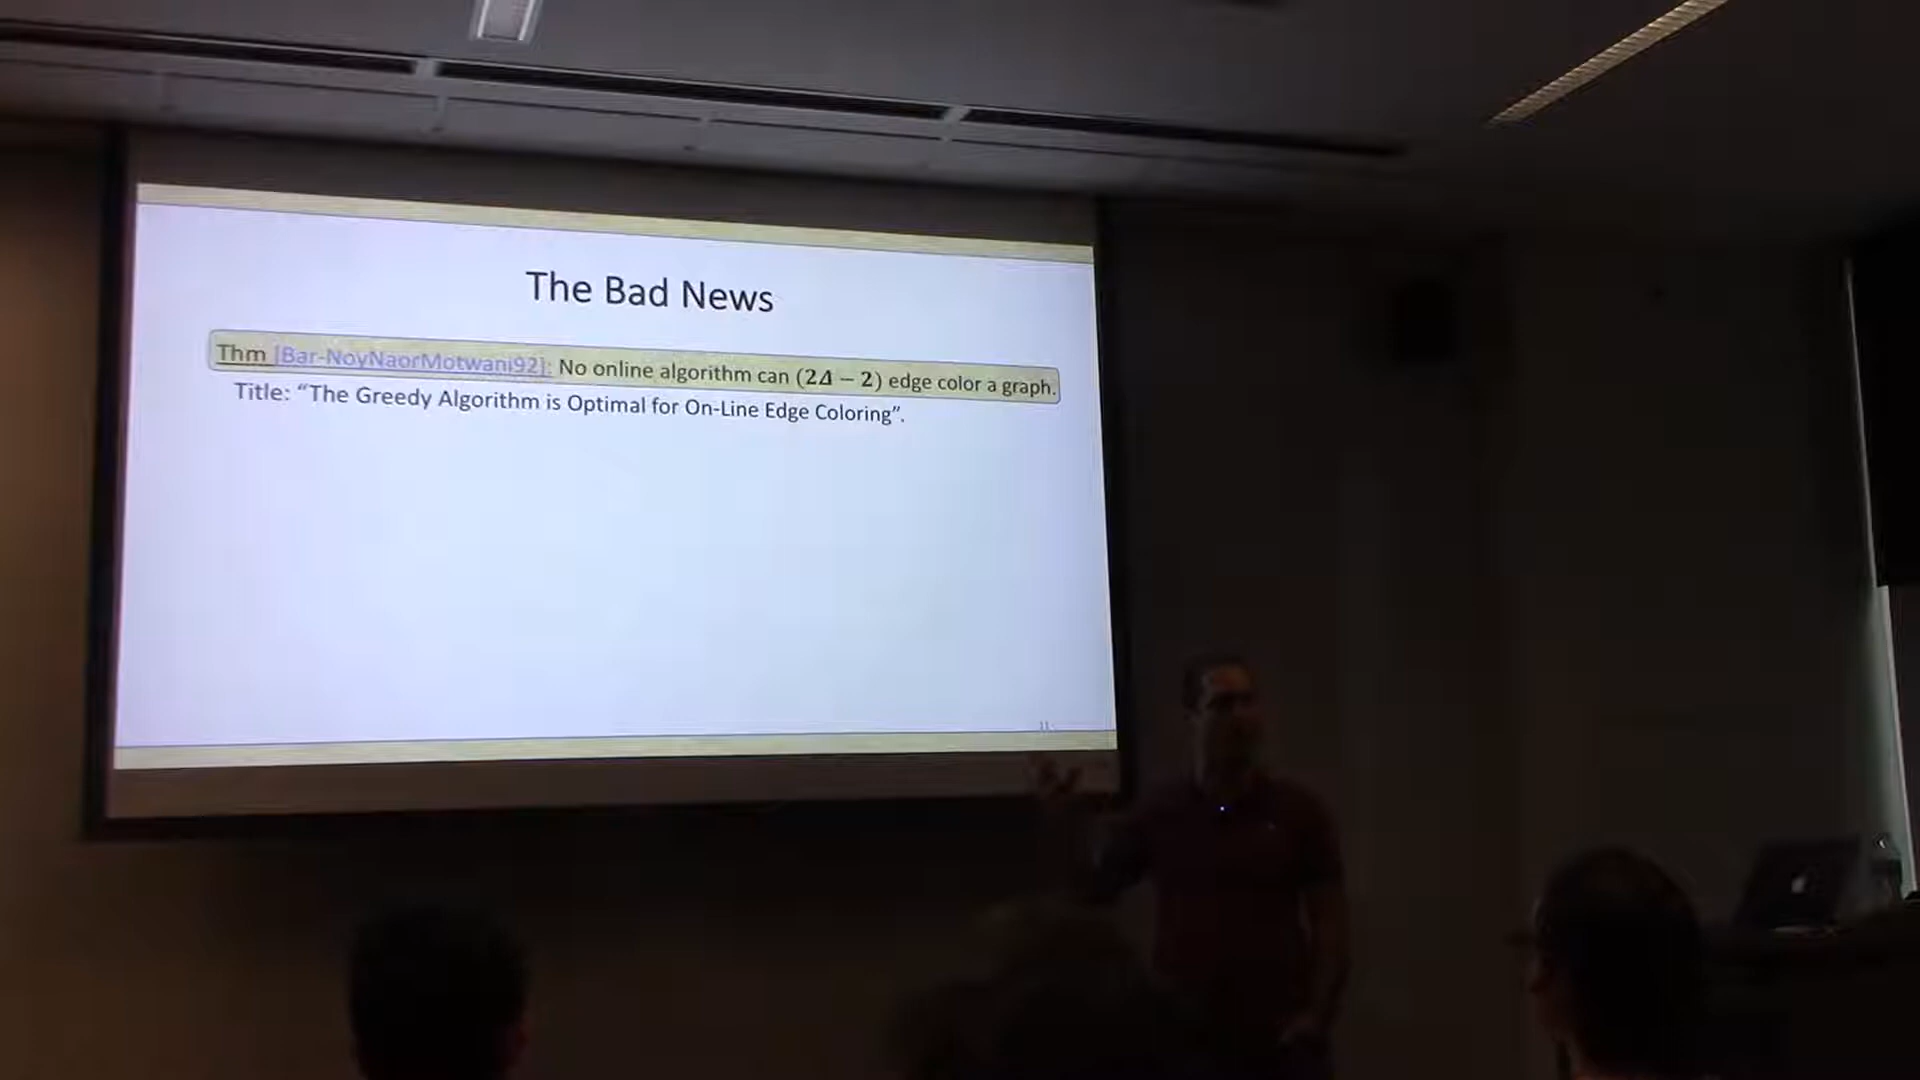 The Bad News
Thm [Bar-NoyNaorMotwani92]: No online algorithm can (2Δ − 2) edge color a graph.
Title: “The Greedy Algorithm is Optimal for On-Line Edge Coloring”.
11